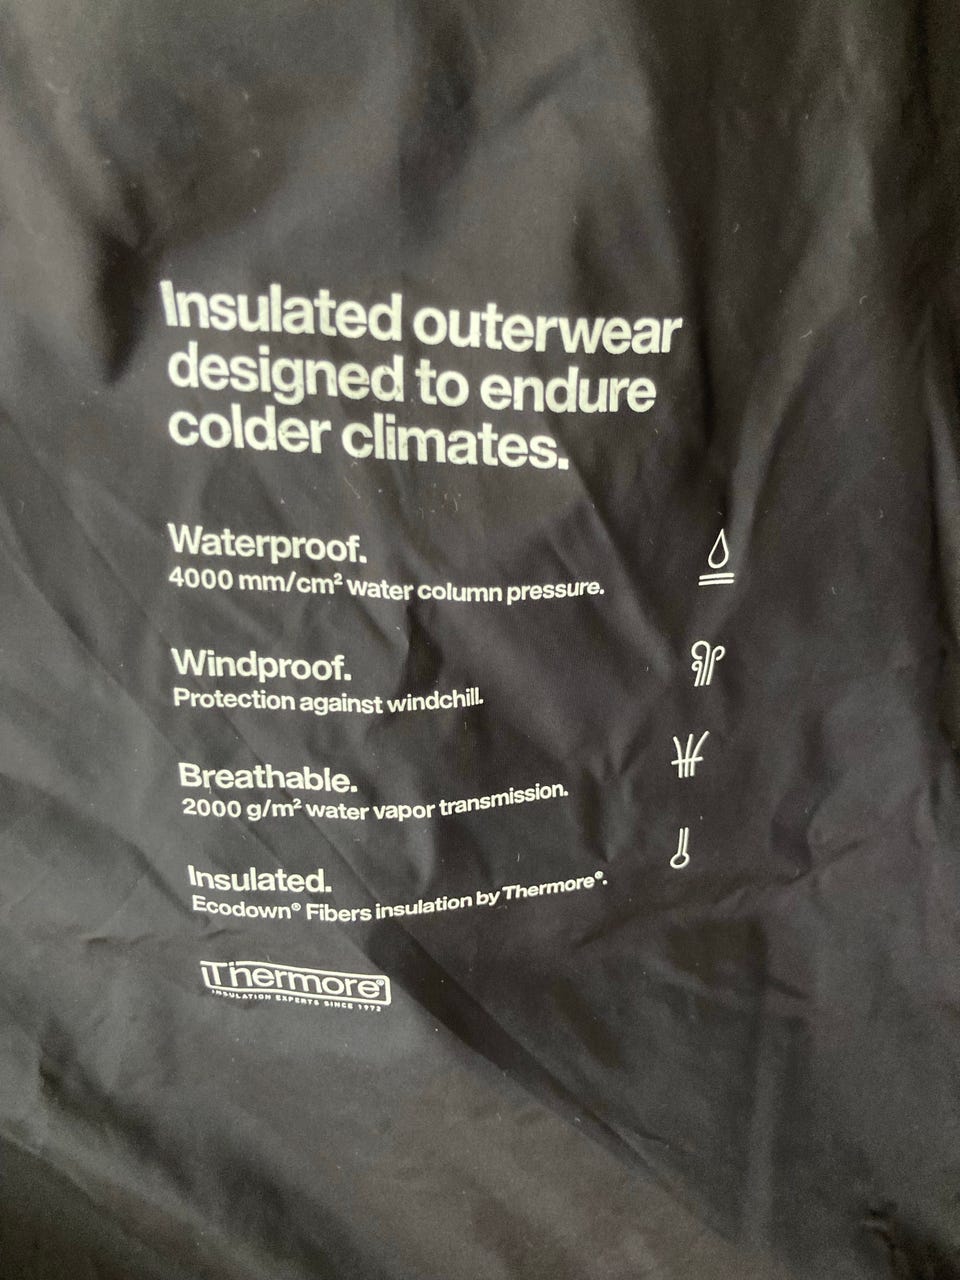 Insulated outerwear
designed to endure
colder climates.
Waterproof.
4000 mm/cm² water column pressure.
Windproof.
Protection against windchill.
Breathable.
2000 g/m² water vapor transmission.
Insulated.
Ecodown® Fibers insulation by Thermore®.
Thermore®
INSULATION EXPERTS SINCE 1972